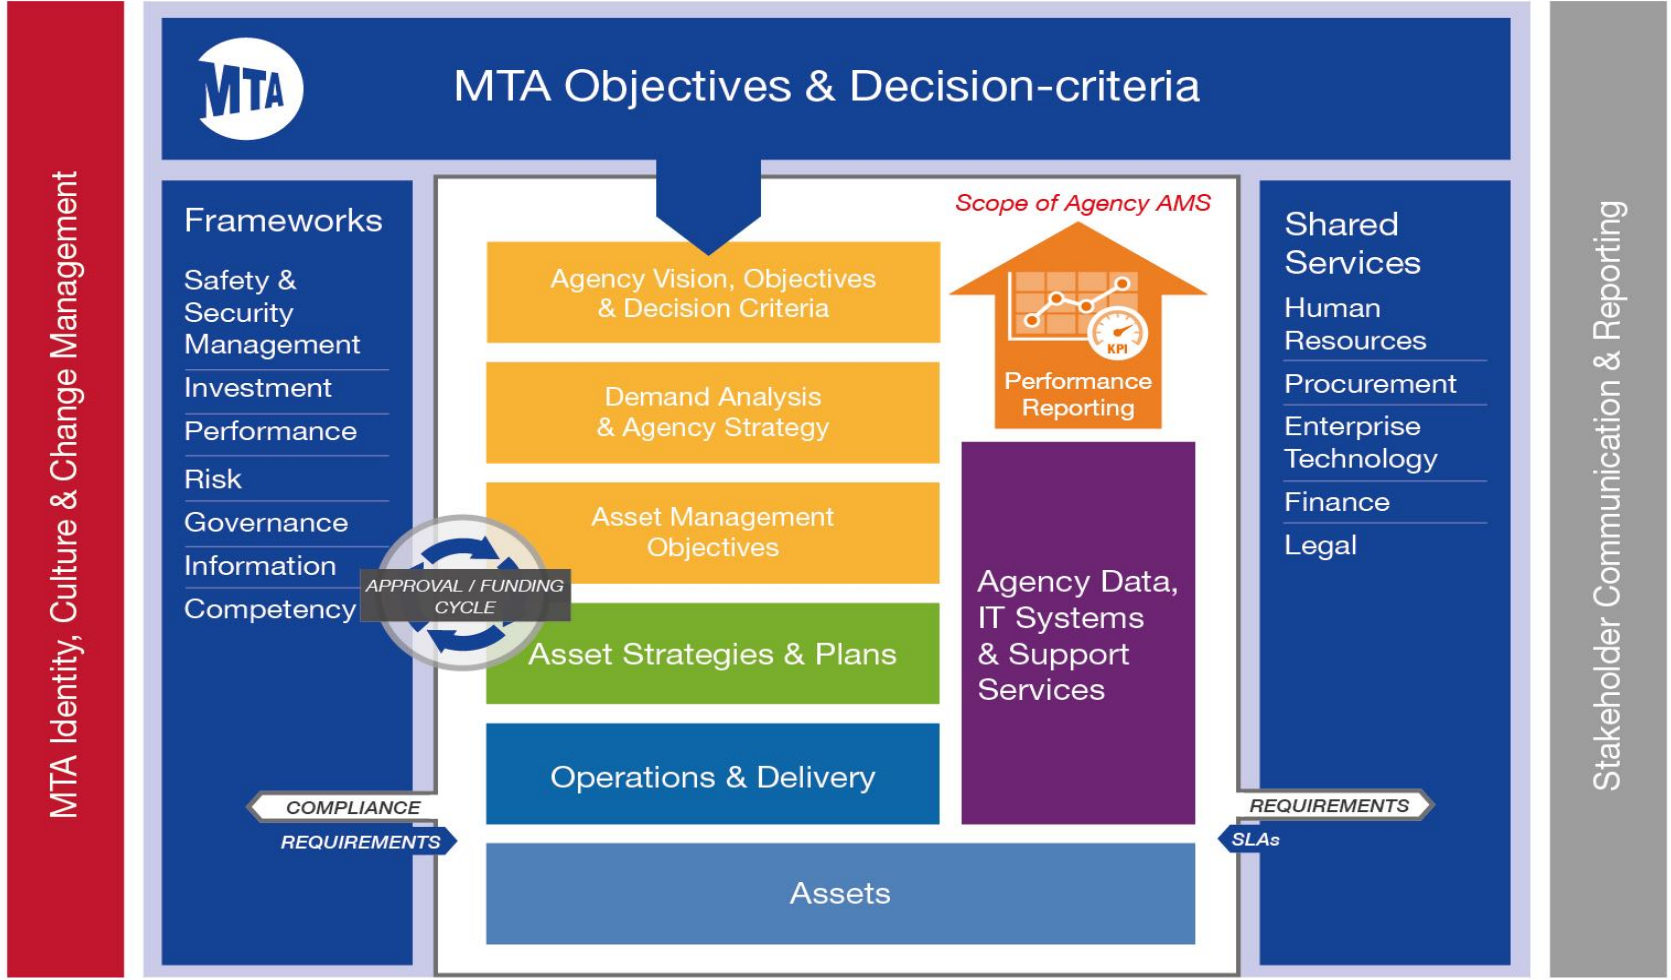 MTA
MTA Objectives & Decision-criteria
MTA Identity, Culture & Change Management
Frameworks
Safety &
Security
Management
Investment
Performance
Risk
Governance
Information
Competency
APPROVAL / FUNDING
CYCLE
COMPLIANCE
REQUIREMENTS
Scope of Agency AMS
Agency Vision, Objectives
& Decision Criteria
Demand Analysis
& Agency Strategy
Asset Management
Objectives
Asset Strategies & Plans
Operations & Delivery
Assets
KPI
Performance
Reporting
Agency Data,
IT Systems
& Support
Services
Shared
Services
Human
Resources
Procurement
Enterprise
Technology
Finance
Legal
REQUIREMENTS
SLAs
Stakeholder Communication & Reporting